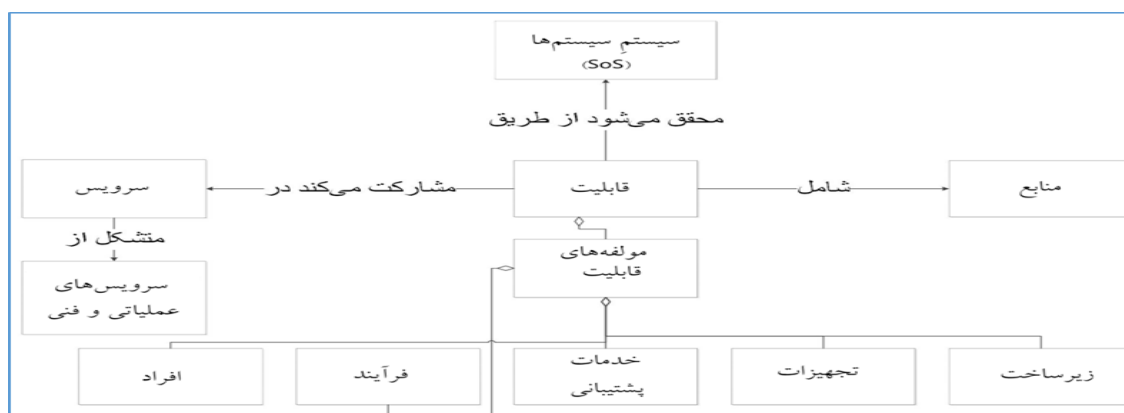 سیستمِ سیستم‌ها
(SoS)
محقق می‌شود از طریق
منابع
شامل
قابلیت
مشارکت می‌کند در
سرویس
متشکل از
مولفه‌های
قابلیت
سرویس‌های
عملیاتی و فنی
زیرساخت
تجهیزات
خدمات
پشتیبانی
فرآیند
افراد